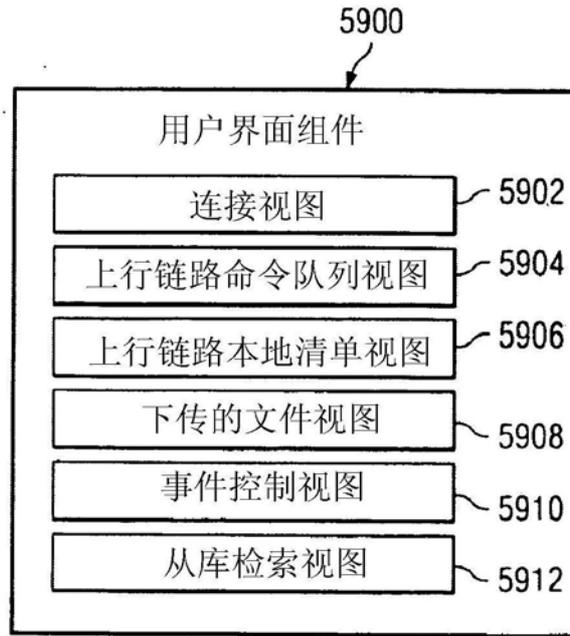 5900
用户界面组件
连接视图 5902
上行链路命令队列视图 5904
上行链路本地清单视图 5906
下传的文件视图 5908
事件控制视图 5910
从库检索视图 5912